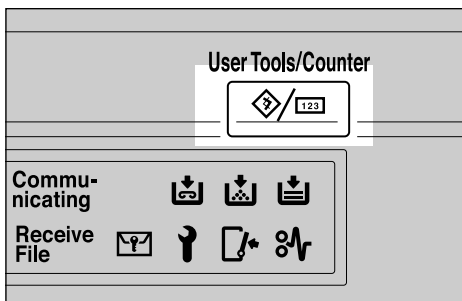 User Tools/Counter
123
Commu-
nicating
Receive
File